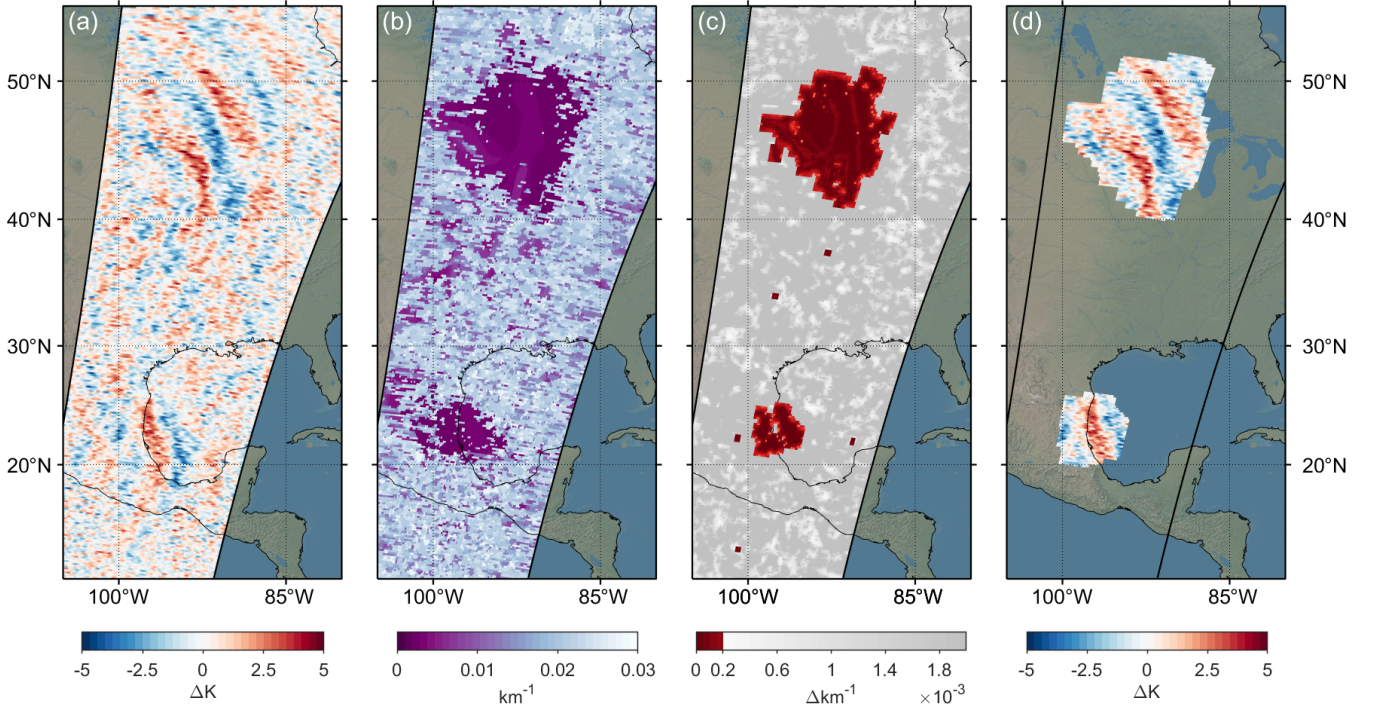 (a) (b) (c) (d)
50°N 50°N
40°N 40°N
30°N 30°N
20°N 20°N
100°W 85°W 100°W 85°W 100°W 85°W 100°W 85°W
-5 -2.5 0 2.5 5 0 0.01 0.02 0.03 0 0.2 0.6 1 1.4 1.8 -5 -2.5 0 2.5 5
ΔK km⁻¹ Δkm⁻¹ ×10⁻³ ΔK